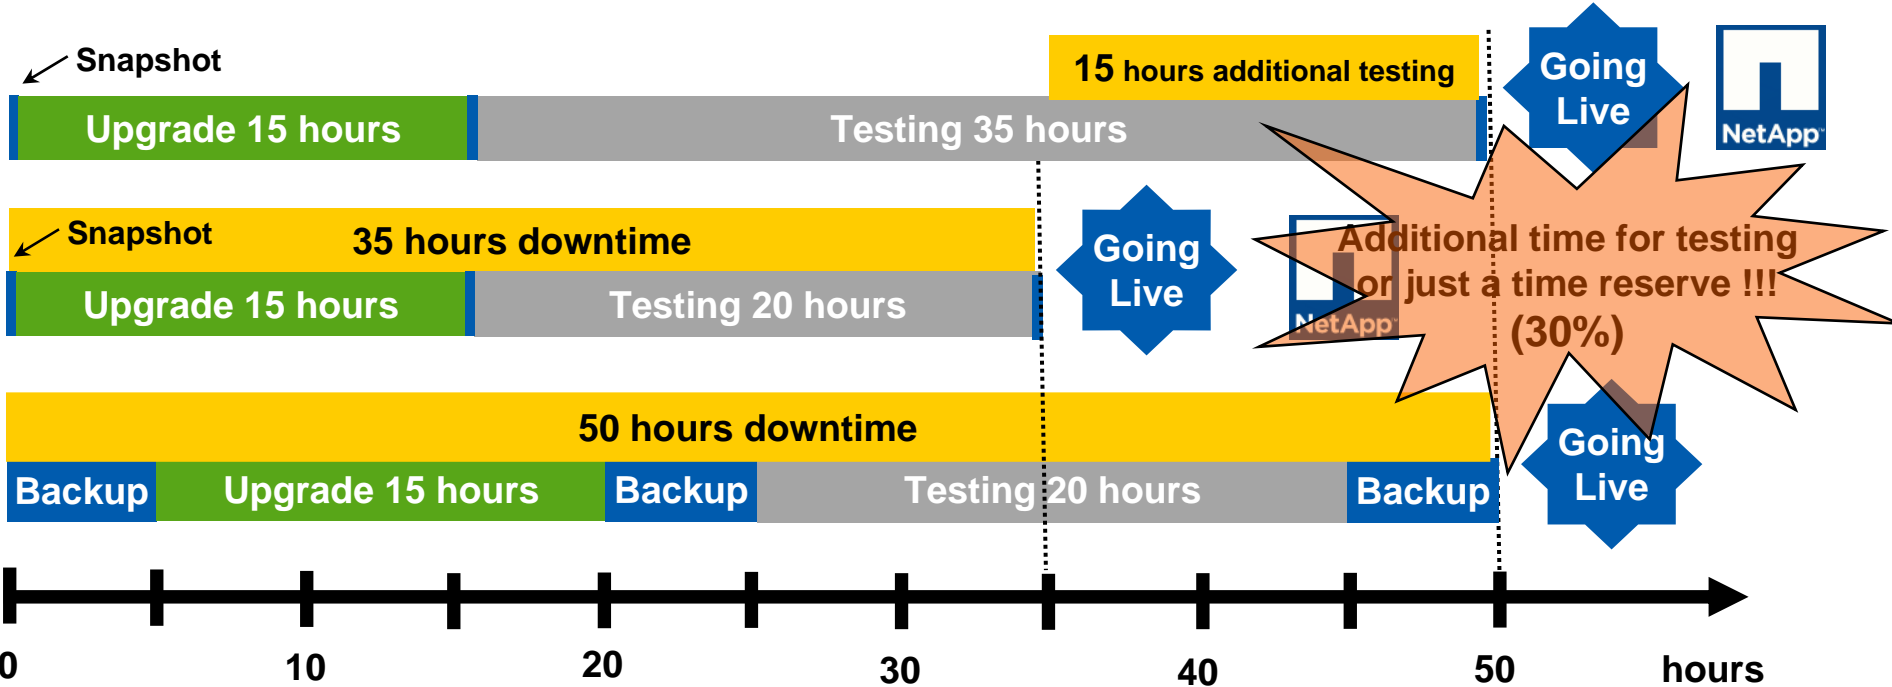 Snapshot
15 hours additional testing
Going
Live
NetApp™
Upgrade 15 hours
Testing 35 hours
Snapshot
35 hours downtime
Going
Live
NetApp™
Additional time for testing
or just a time reserve !!!
(30%)
Upgrade 15 hours
Testing 20 hours
50 hours downtime
Going
Live
Backup
Upgrade 15 hours
Backup
Testing 20 hours
Backup
0
10
20
30
40
50
hours